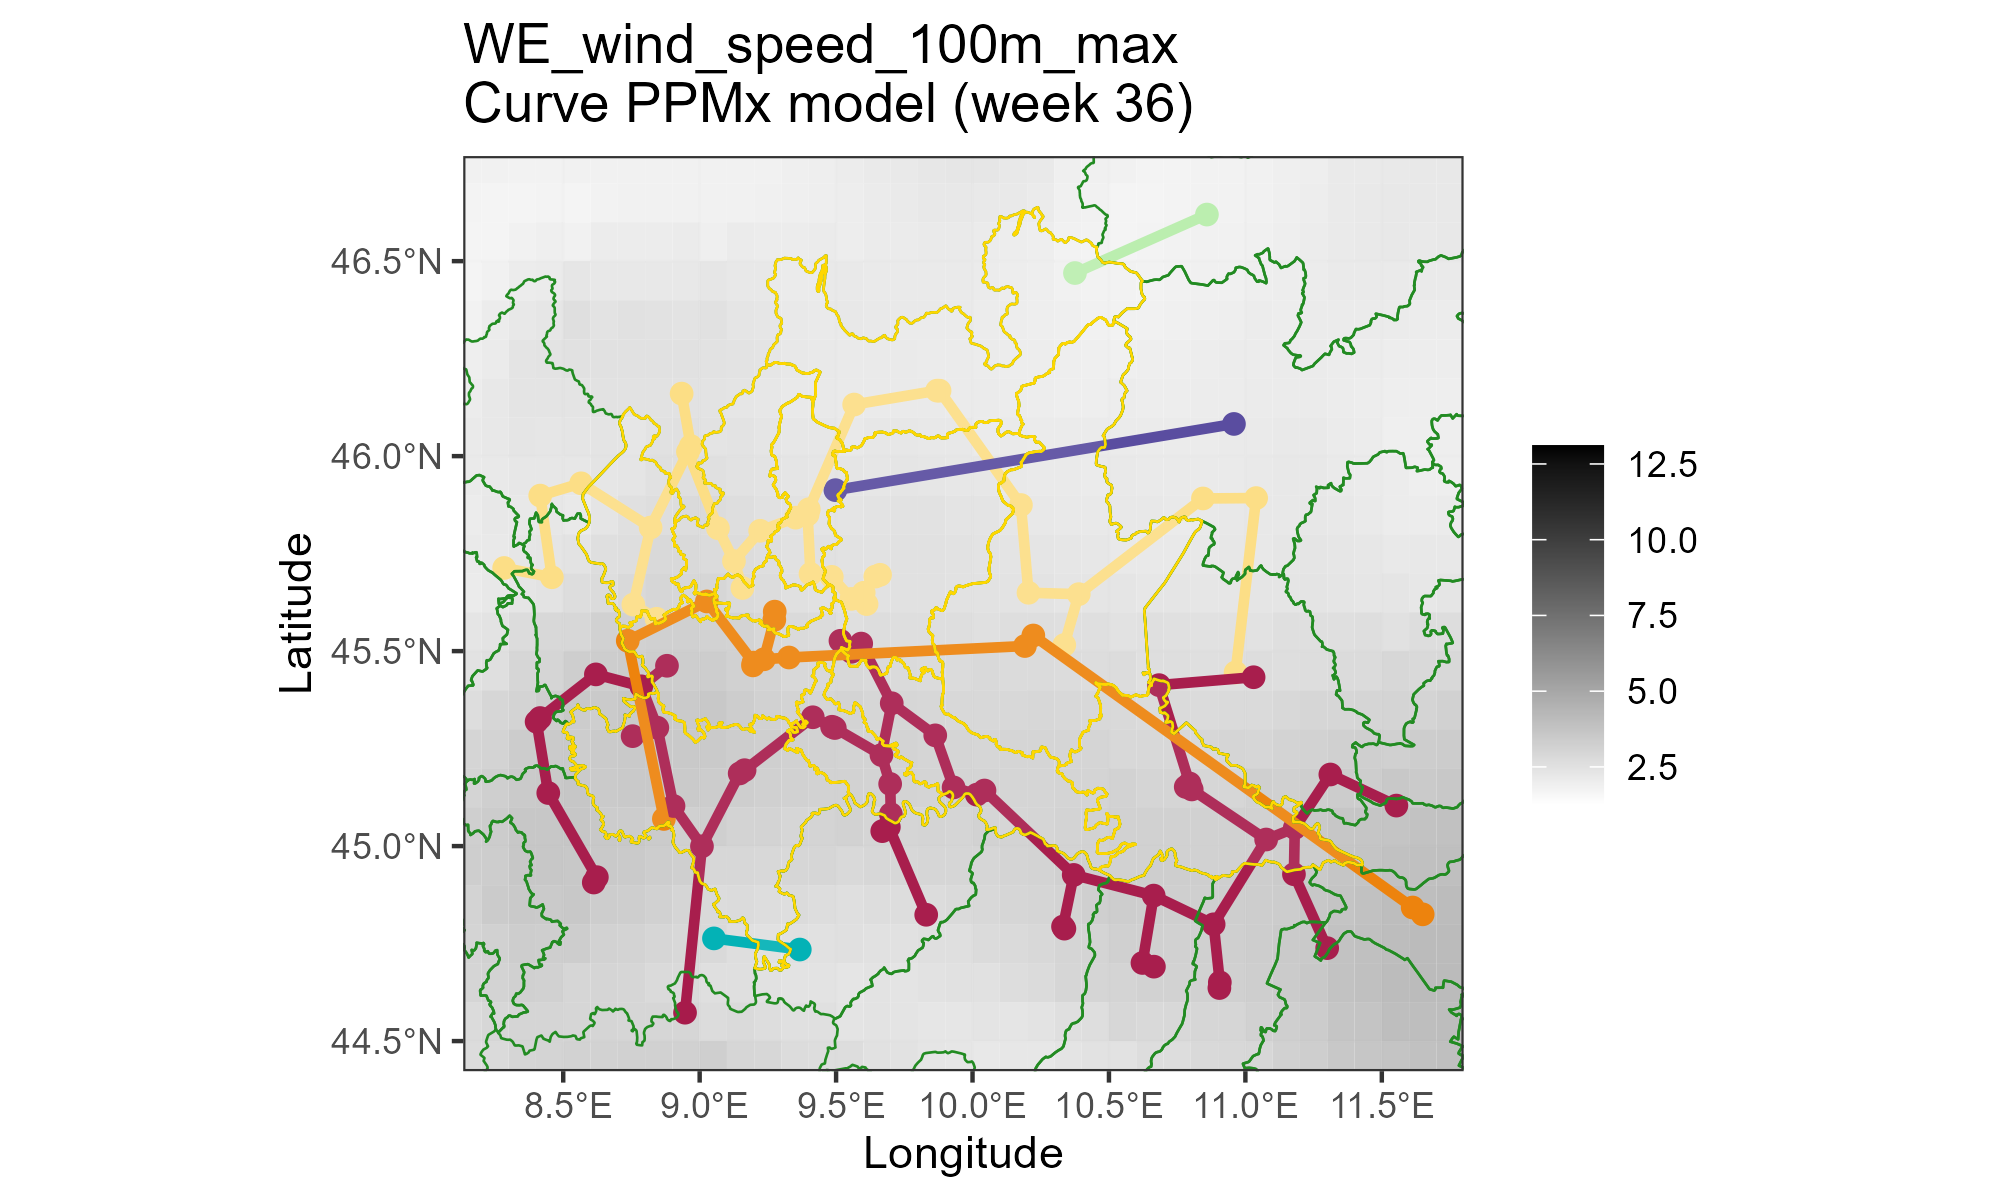 WE_wind_speed_100m_max
Curve PPMx model (week 36)
Latitude
46.5°N
46.0°N
45.5°N
45.0°N
44.5°N
8.5°E
9.0°E
9.5°E
10.0°E
10.5°E
11.0°E
11.5°E
Longitude
12.5
10.0
7.5
5.0
2.5